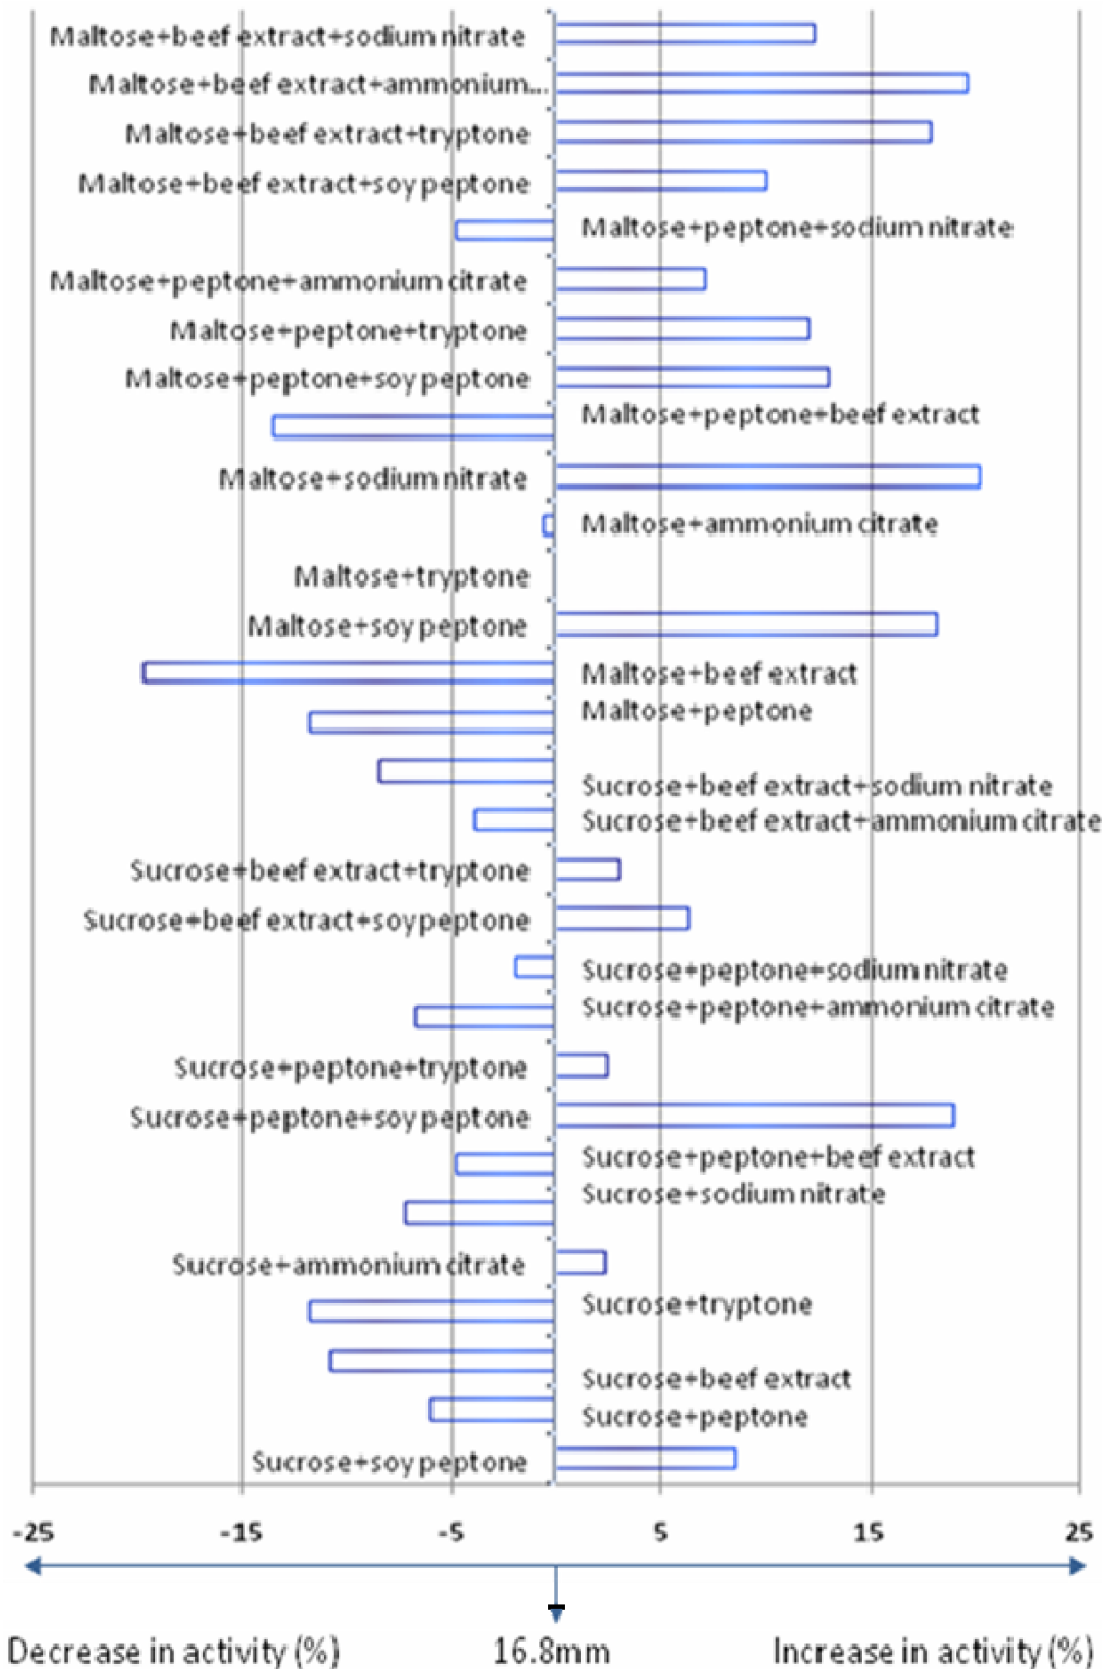 Maltose+beef extract+sodium nitrate
Maltose+beef extract+ammonium...
Maltose+beef extract+tryptone
Maltose+beef extract+soy peptone
Maltose+peptone+sodium nitrate
Maltose+peptone+ammonium citrate
Maltose+peptone+tryptone
Maltose+peptone+soy peptone
Maltose+peptone+beef extract
Maltose+sodium nitrate
Maltose+ammonium citrate
Maltose+tryptone
Maltose+soy peptone
Maltose+beef extract
Maltose+peptone
Sucrose+beef extract+sodium nitrate
Sucrose+beef extract+ammonium citrate
Sucrose+beef extract+tryptone
Sucrose+beef extract+soy peptone
Sucrose+peptone+sodium nitrate
Sucrose+peptone+ammonium citrate
Sucrose+peptone+tryptone
Sucrose+peptone+soy peptone
Sucrose+peptone+beef extract
Sucrose+sodium nitrate
Sucrose+ammonium citrate
Sucrose+tryptone
Sucrose+beef extract
Sucrose+peptone
Sucrose+soy peptone
-25 -15 -5 5 15 25
Decrease in activity (%) 16.8mm Increase in activity (%)